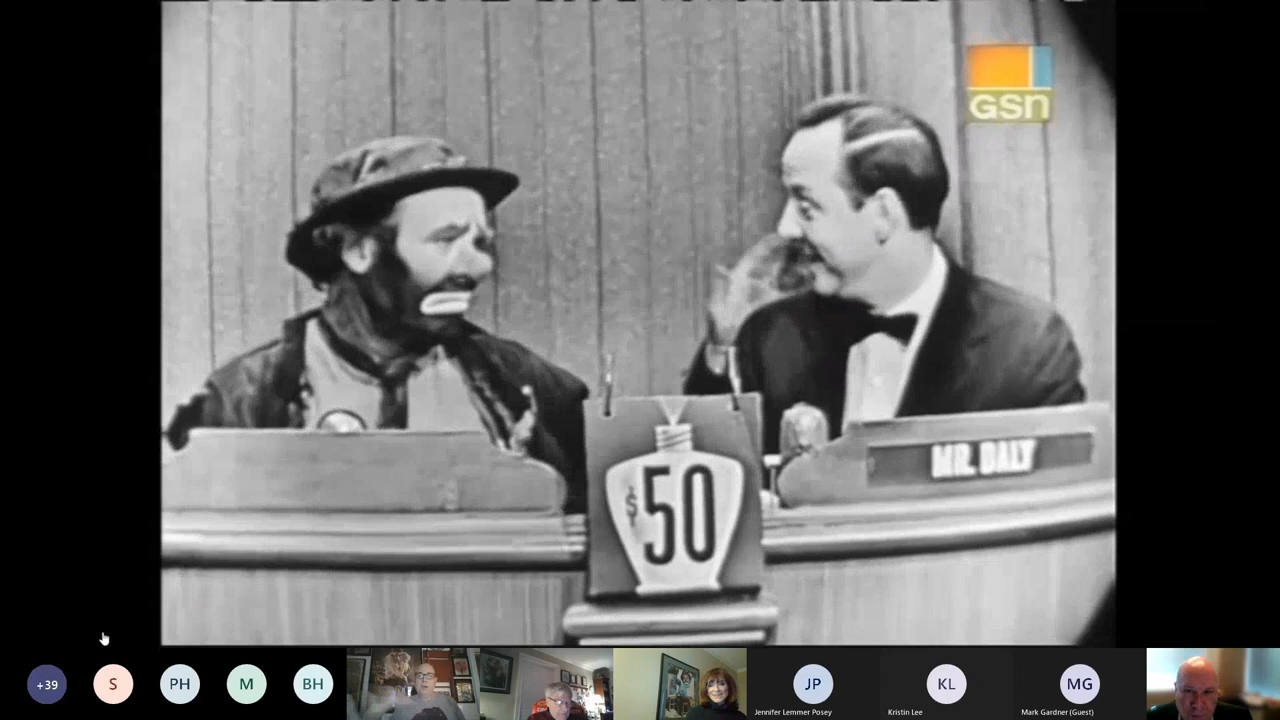 GSN
MR. DALY
$50
+39
S
PH
M
BH
JP
KL
MG
Jennifer Lemmer Posey
Kristin Lee
Mark Gardner (Guest)